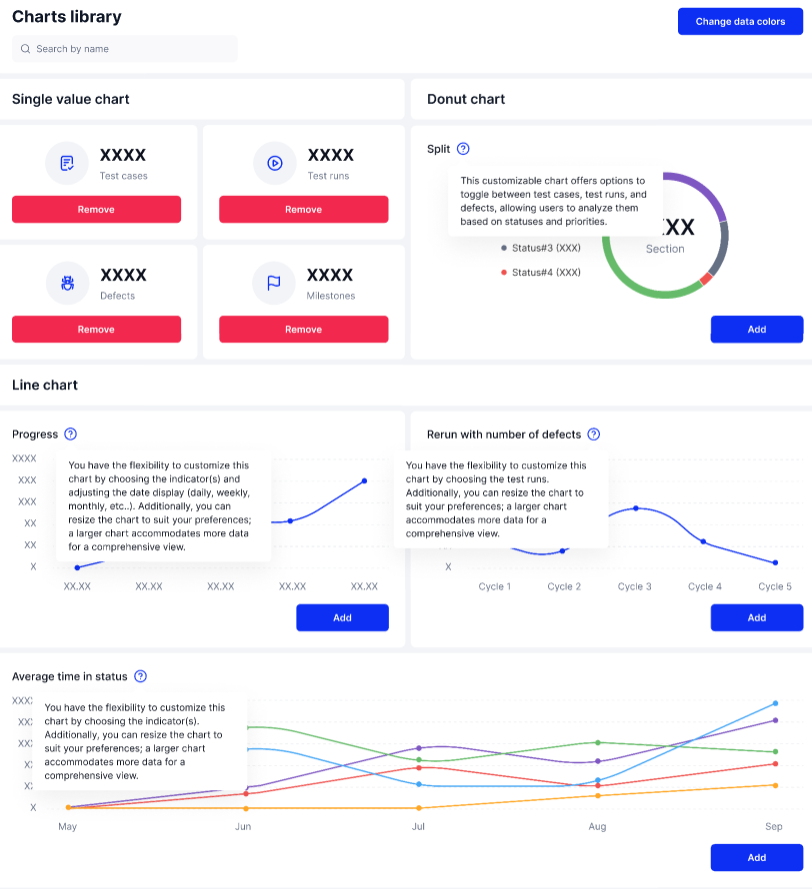 Charts library
Change data colors
Search by name
Single value chart
Donut chart
XXXX
Test cases
Remove
XXXX
Test runs
Remove
Split
?
This customizable chart offers options to
toggle between test cases, test runs, and
defects, allowing users to analyze them
based on statuses and priorities.
XX
Section
Status#3 (XXX)
Status#4 (XXX)
XXXX
Defects
Remove
XXXX
Milestones
Remove
Add
Line chart
Progress
?
XXXX
XXX
XXX
XX
XX
X
You have the flexibility to customize this
chart by choosing the indicator(s) and
adjusting the date display (daily, weekly,
monthly, etc..). Additionally, you can
resize the chart to suit your preferences;
a larger chart accommodates more data
for a comprehensive view.
XX.XX
XX.XX
XX.XX
XX.XX
XX.XX
Add
Rerun with number of defects
?
You have the flexibility to customize this
chart by choosing the test runs.
Additionally, you can resize the chart to
suit your preferences; a larger chart
accommodates more data for a
comprehensive view.
X
Cycle 1
Cycle 2
Cycle 3
Cycle 4
Cycle 5
Add
Average time in status
?
XXX
XX
XX
X
X
X
You have the flexibility to customize this
chart by choosing the indicator(s).
Additionally, you can resize the chart to
suit your preferences; a larger chart
accommodates more data for a
comprehensive view.
May
Jun
Jul
Aug
Sep
Add